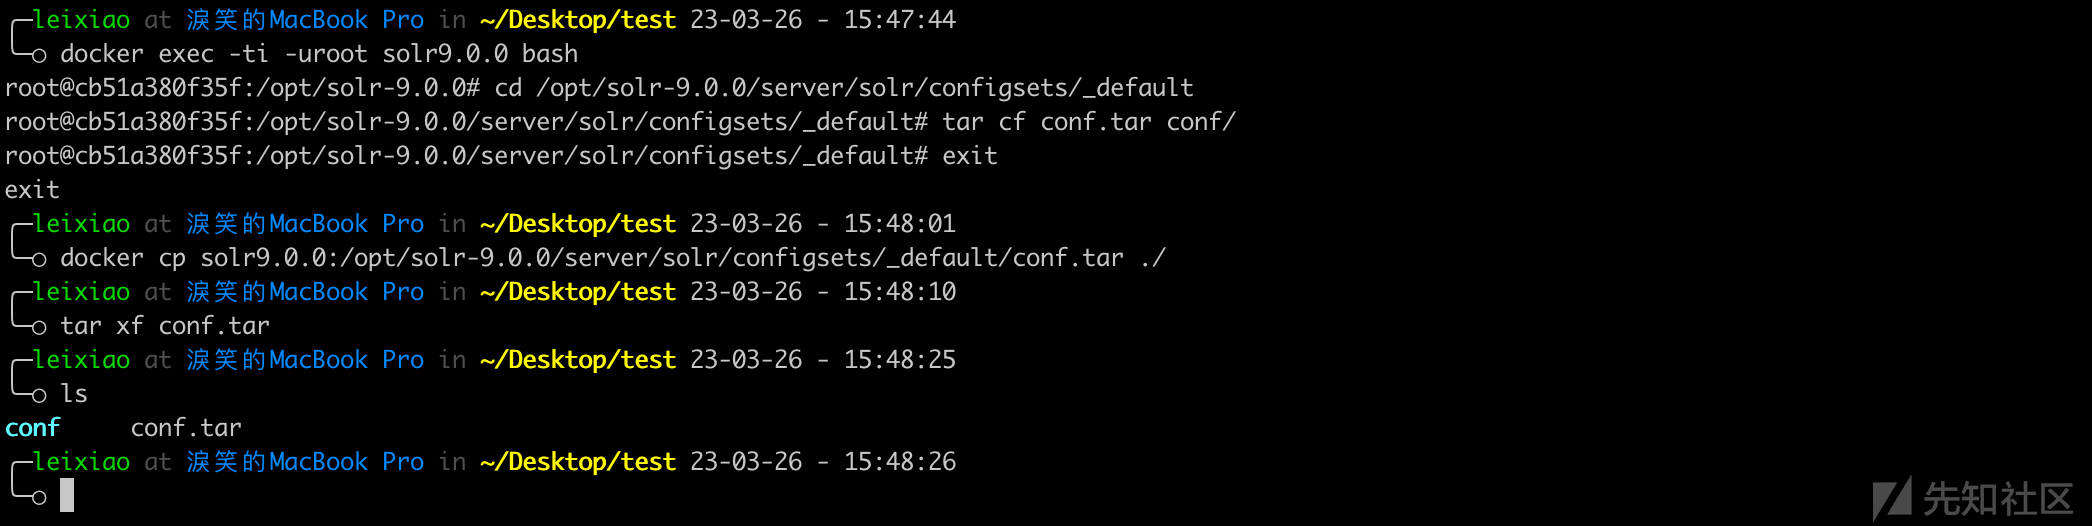 leixiao at 淚笑的MacBook Pro in ~/Desktop/test 23-03-26 - 15:47:44
docker exec -ti -uroot solr9.0.0 bash
root@cb51a380f35f:/opt/solr-9.0.0# cd /opt/solr-9.0.0/server/solr/configsets/_default
root@cb51a380f35f:/opt/solr-9.0.0/server/solr/configsets/_default# tar cf conf.tar conf/
root@cb51a380f35f:/opt/solr-9.0.0/server/solr/configsets/_default# exit
exit
leixiao at 淚笑的MacBook Pro in ~/Desktop/test 23-03-26 - 15:48:01
docker cp solr9.0.0:/opt/solr-9.0.0/server/solr/configsets/_default/conf.tar ./
leixiao at 淚笑的MacBook Pro in ~/Desktop/test 23-03-26 - 15:48:10
tar xf conf.tar
leixiao at 淚笑的MacBook Pro in ~/Desktop/test 23-03-26 - 15:48:25
ls
conf conf.tar
leixiao at 淚笑的MacBook Pro in ~/Desktop/test 23-03-26 - 15:48:26
先知社区